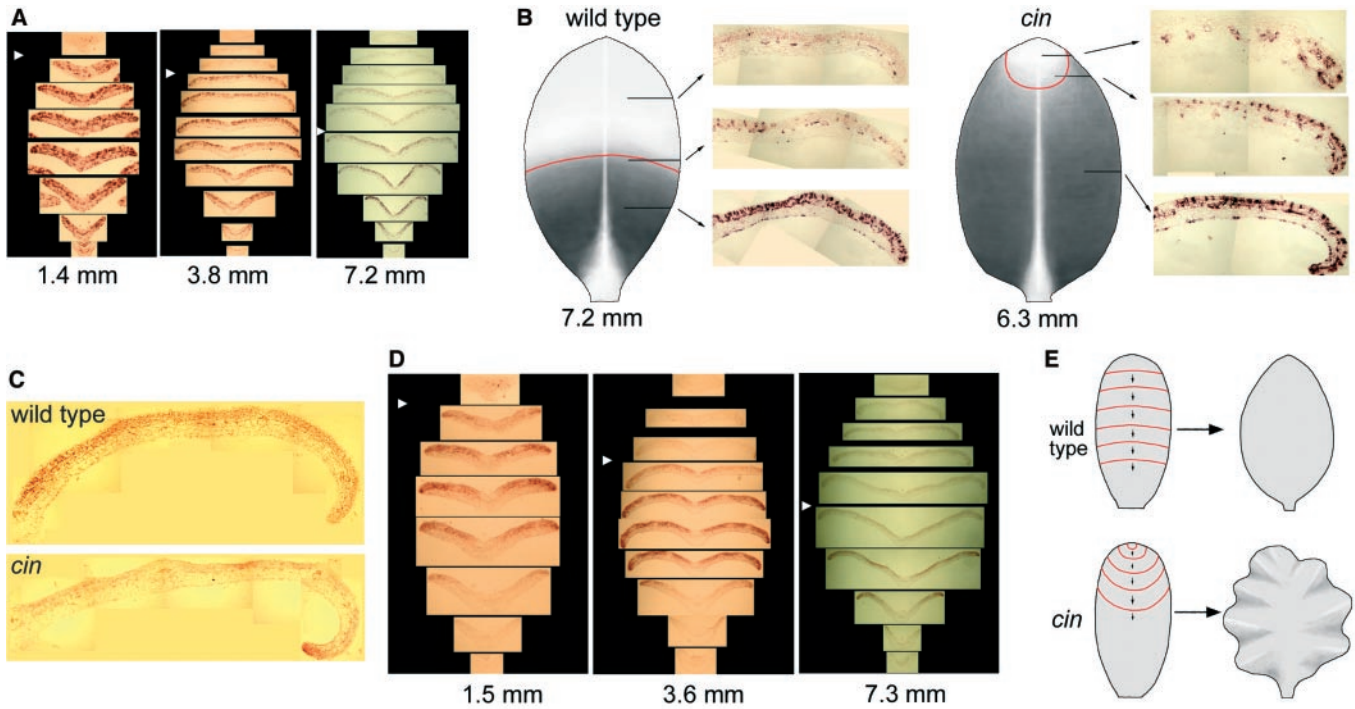 A
1.4 mm
3.8 mm
7.2 mm
B
wild type
7.2 mm
cin
6.3 mm
C
wild type
cin
D
1.5 mm
3.6 mm
7.3 mm
E
wild
type
cin